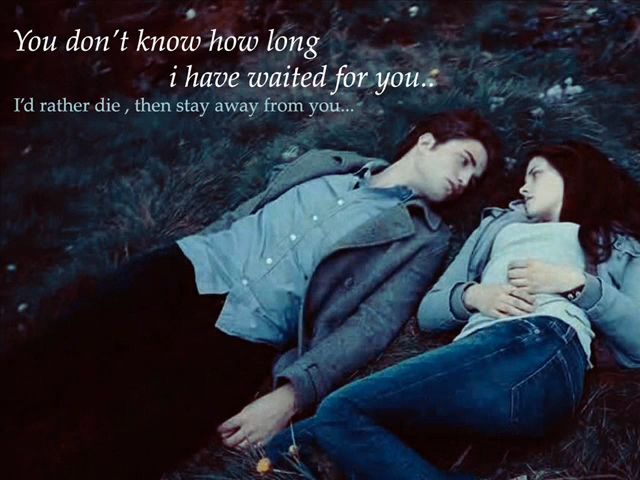 You don't know how long
i have waited for you..
I'd rather die , then stay away from you...